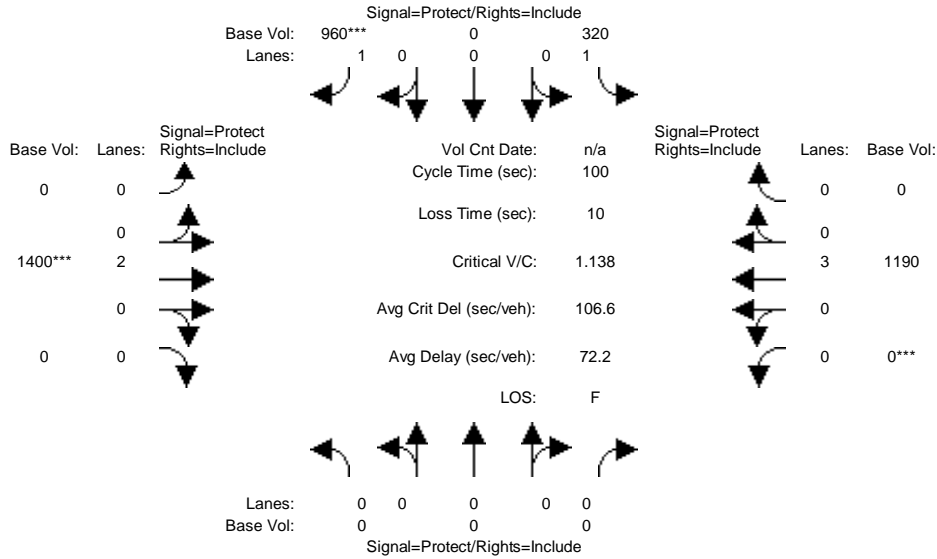 Signal=Protect/Rights=Include
Base Vol: 960*** 0 320
Lanes: 1 0 0 0 1
Signal=Protect
Base Vol: Lanes: Rights=Include
Vol Cnt Date: n/a
Signal=Protect
Rights=Include Lanes: Base Vol:
Cycle Time (sec): 100
0 0
0 0
Loss Time (sec): 10
0
0
1400*** 2
Critical V/C: 1.138
3 1190
0
Avg Crit Del (sec/veh): 106.6
0
0 0
Avg Delay (sec/veh): 72.2
0 0***
LOS: F
Lanes: 0 0 0 0 0
Base Vol: 0 0 0
Signal=Protect/Rights=Include